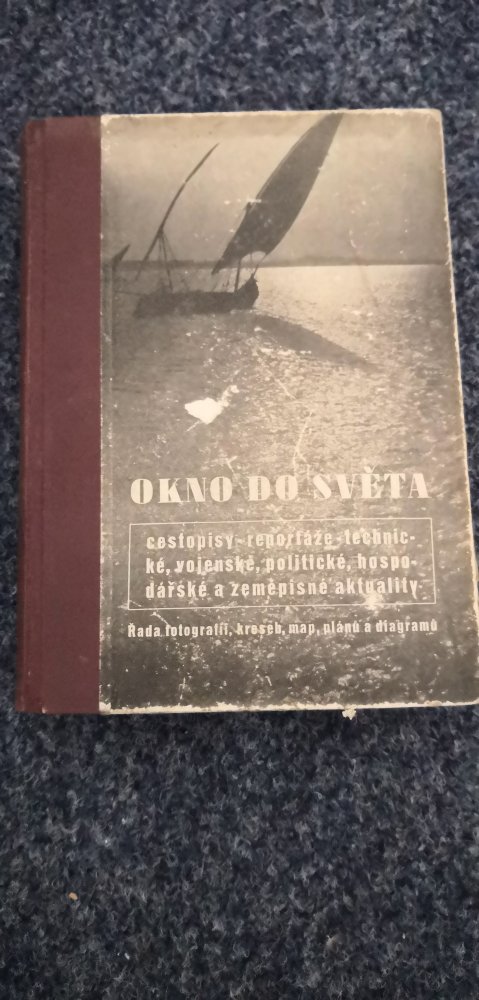 OKNO DO SVĚTA
cestopisy - reportáže - technic-
ké, vojenské, politické, hospo-
dářské a zeměpisné aktuality
Řada fotografií, kreseb, map, plánů a diagramů